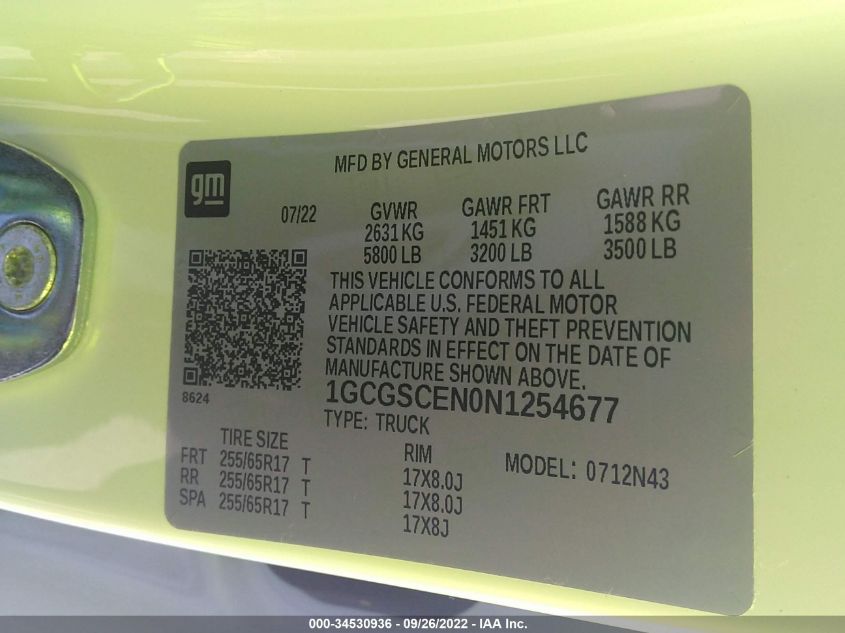 gm
MFD BY GENERAL MOTORS LLC
07/22
GVWR GAWR FRT GAWR RR
2631 KG 1451 KG 1588 KG
5800 LB 3200 LB 3500 LB
THIS VEHICLE CONFORMS TO ALL
APPLICABLE U.S. FEDERAL MOTOR
VEHICLE SAFETY AND THEFT PREVENTION
STANDARDS IN EFFECT ON THE DATE OF
MANUFACTURE SHOWN ABOVE.
8624
1GCGSCEN0N1254677
TYPE: TRUCK
TIRE SIZE RIM MODEL: 0712N43
FRT 255/65R17 T 17X8.0J
RR 255/65R17 T 17X8.0J
SPA 255/65R17 T 17X8J
000-34530936 - 09/26/2022 - IAA Inc.